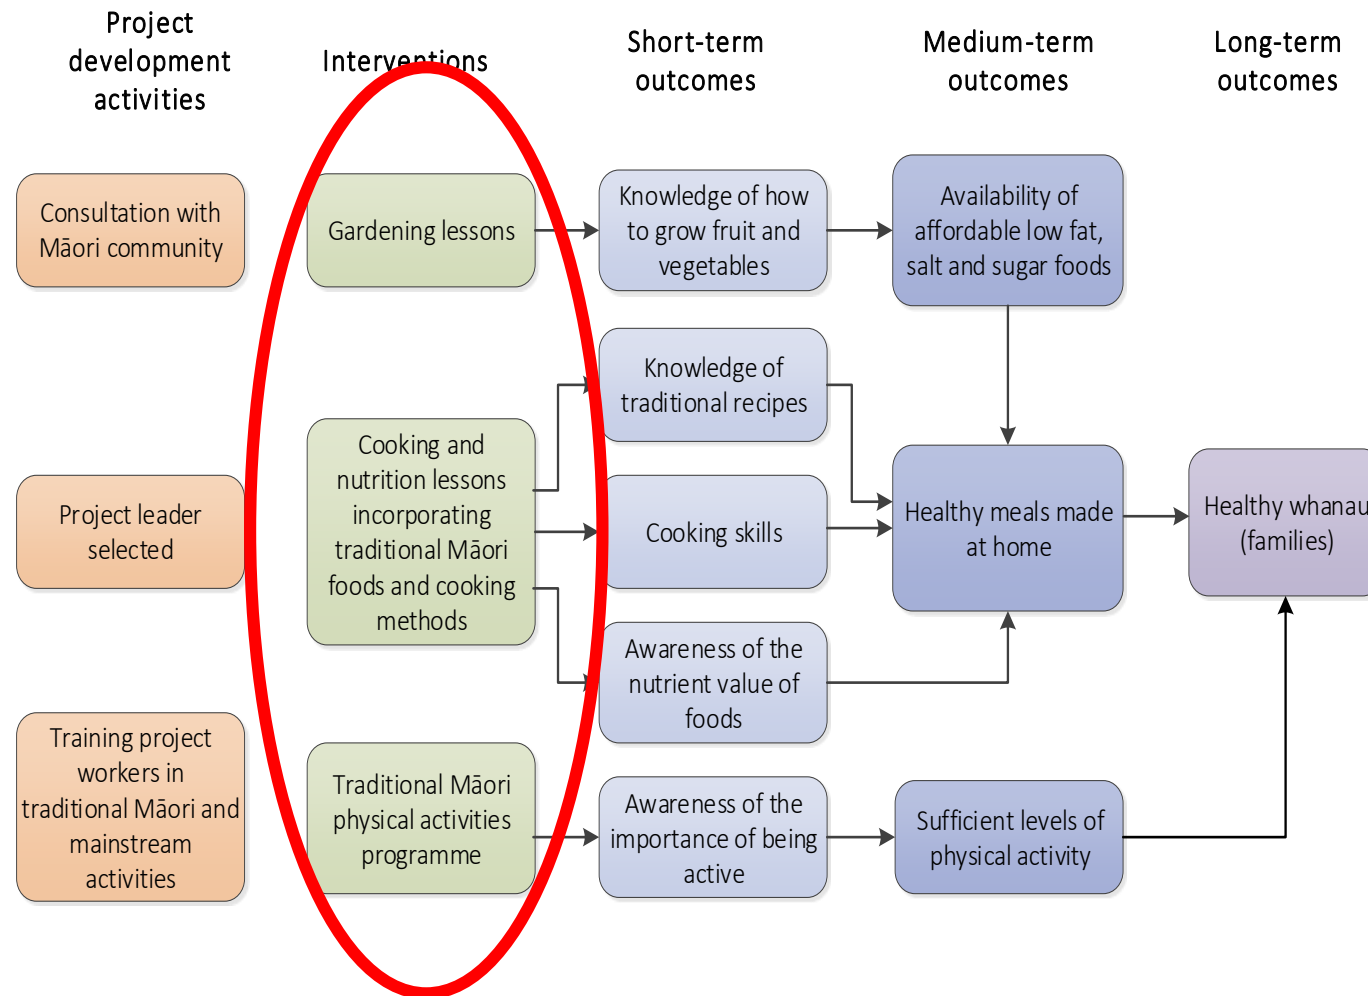 Project
development
activities
Interventions
Short-term
outcomes
Medium-term
outcomes
Long-term
outcomes
Consultation with
Māori community
Gardening lessons
Knowledge of how
to grow fruit and
vegetables
Availability of
affordable low fat,
salt and sugar foods
Knowledge of
traditional recipes
Project leader
selected
Cooking and
nutrition lessons
incorporating
traditional Māori
foods and cooking
methods
Cooking skills
Healthy meals made
at home
Healthy whanau
(families)
Awareness of the
nutrient value of
foods
Training project
workers in
traditional Māori and
mainstream
activities
Traditional Māori
physical activities
programme
Awareness of the
importance of being
active
Sufficient levels of
physical activity